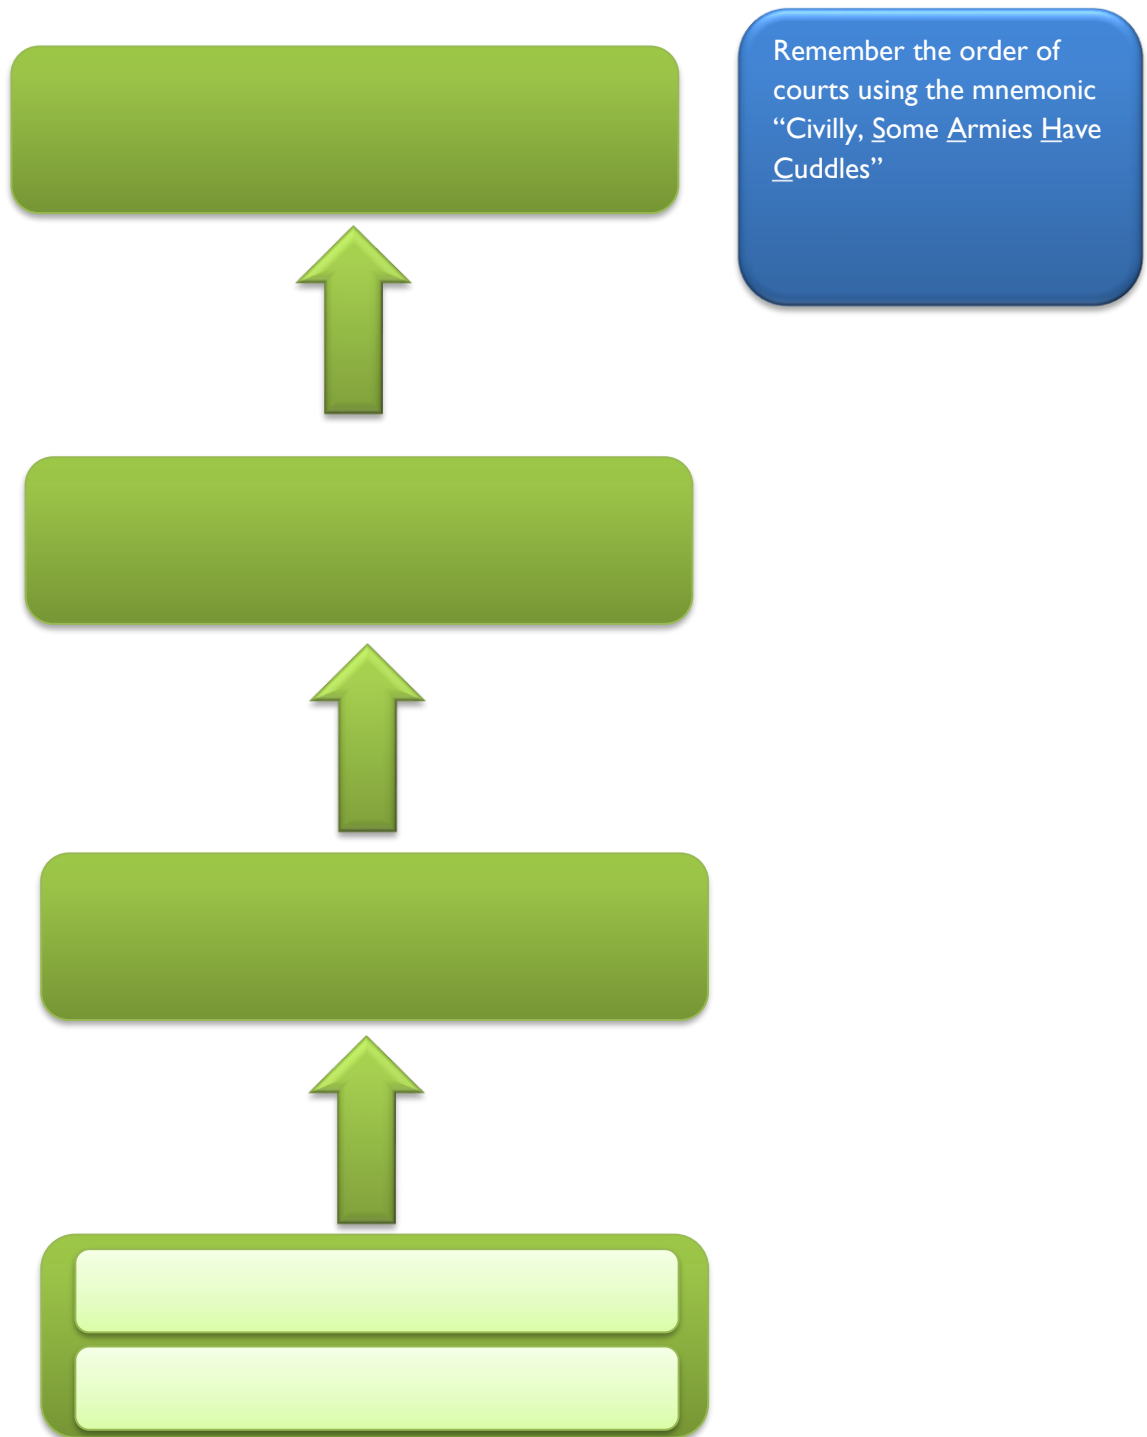 Remember the order of
courts using the mnemonic
“Civilly, Some Armies Have
Cuddles”